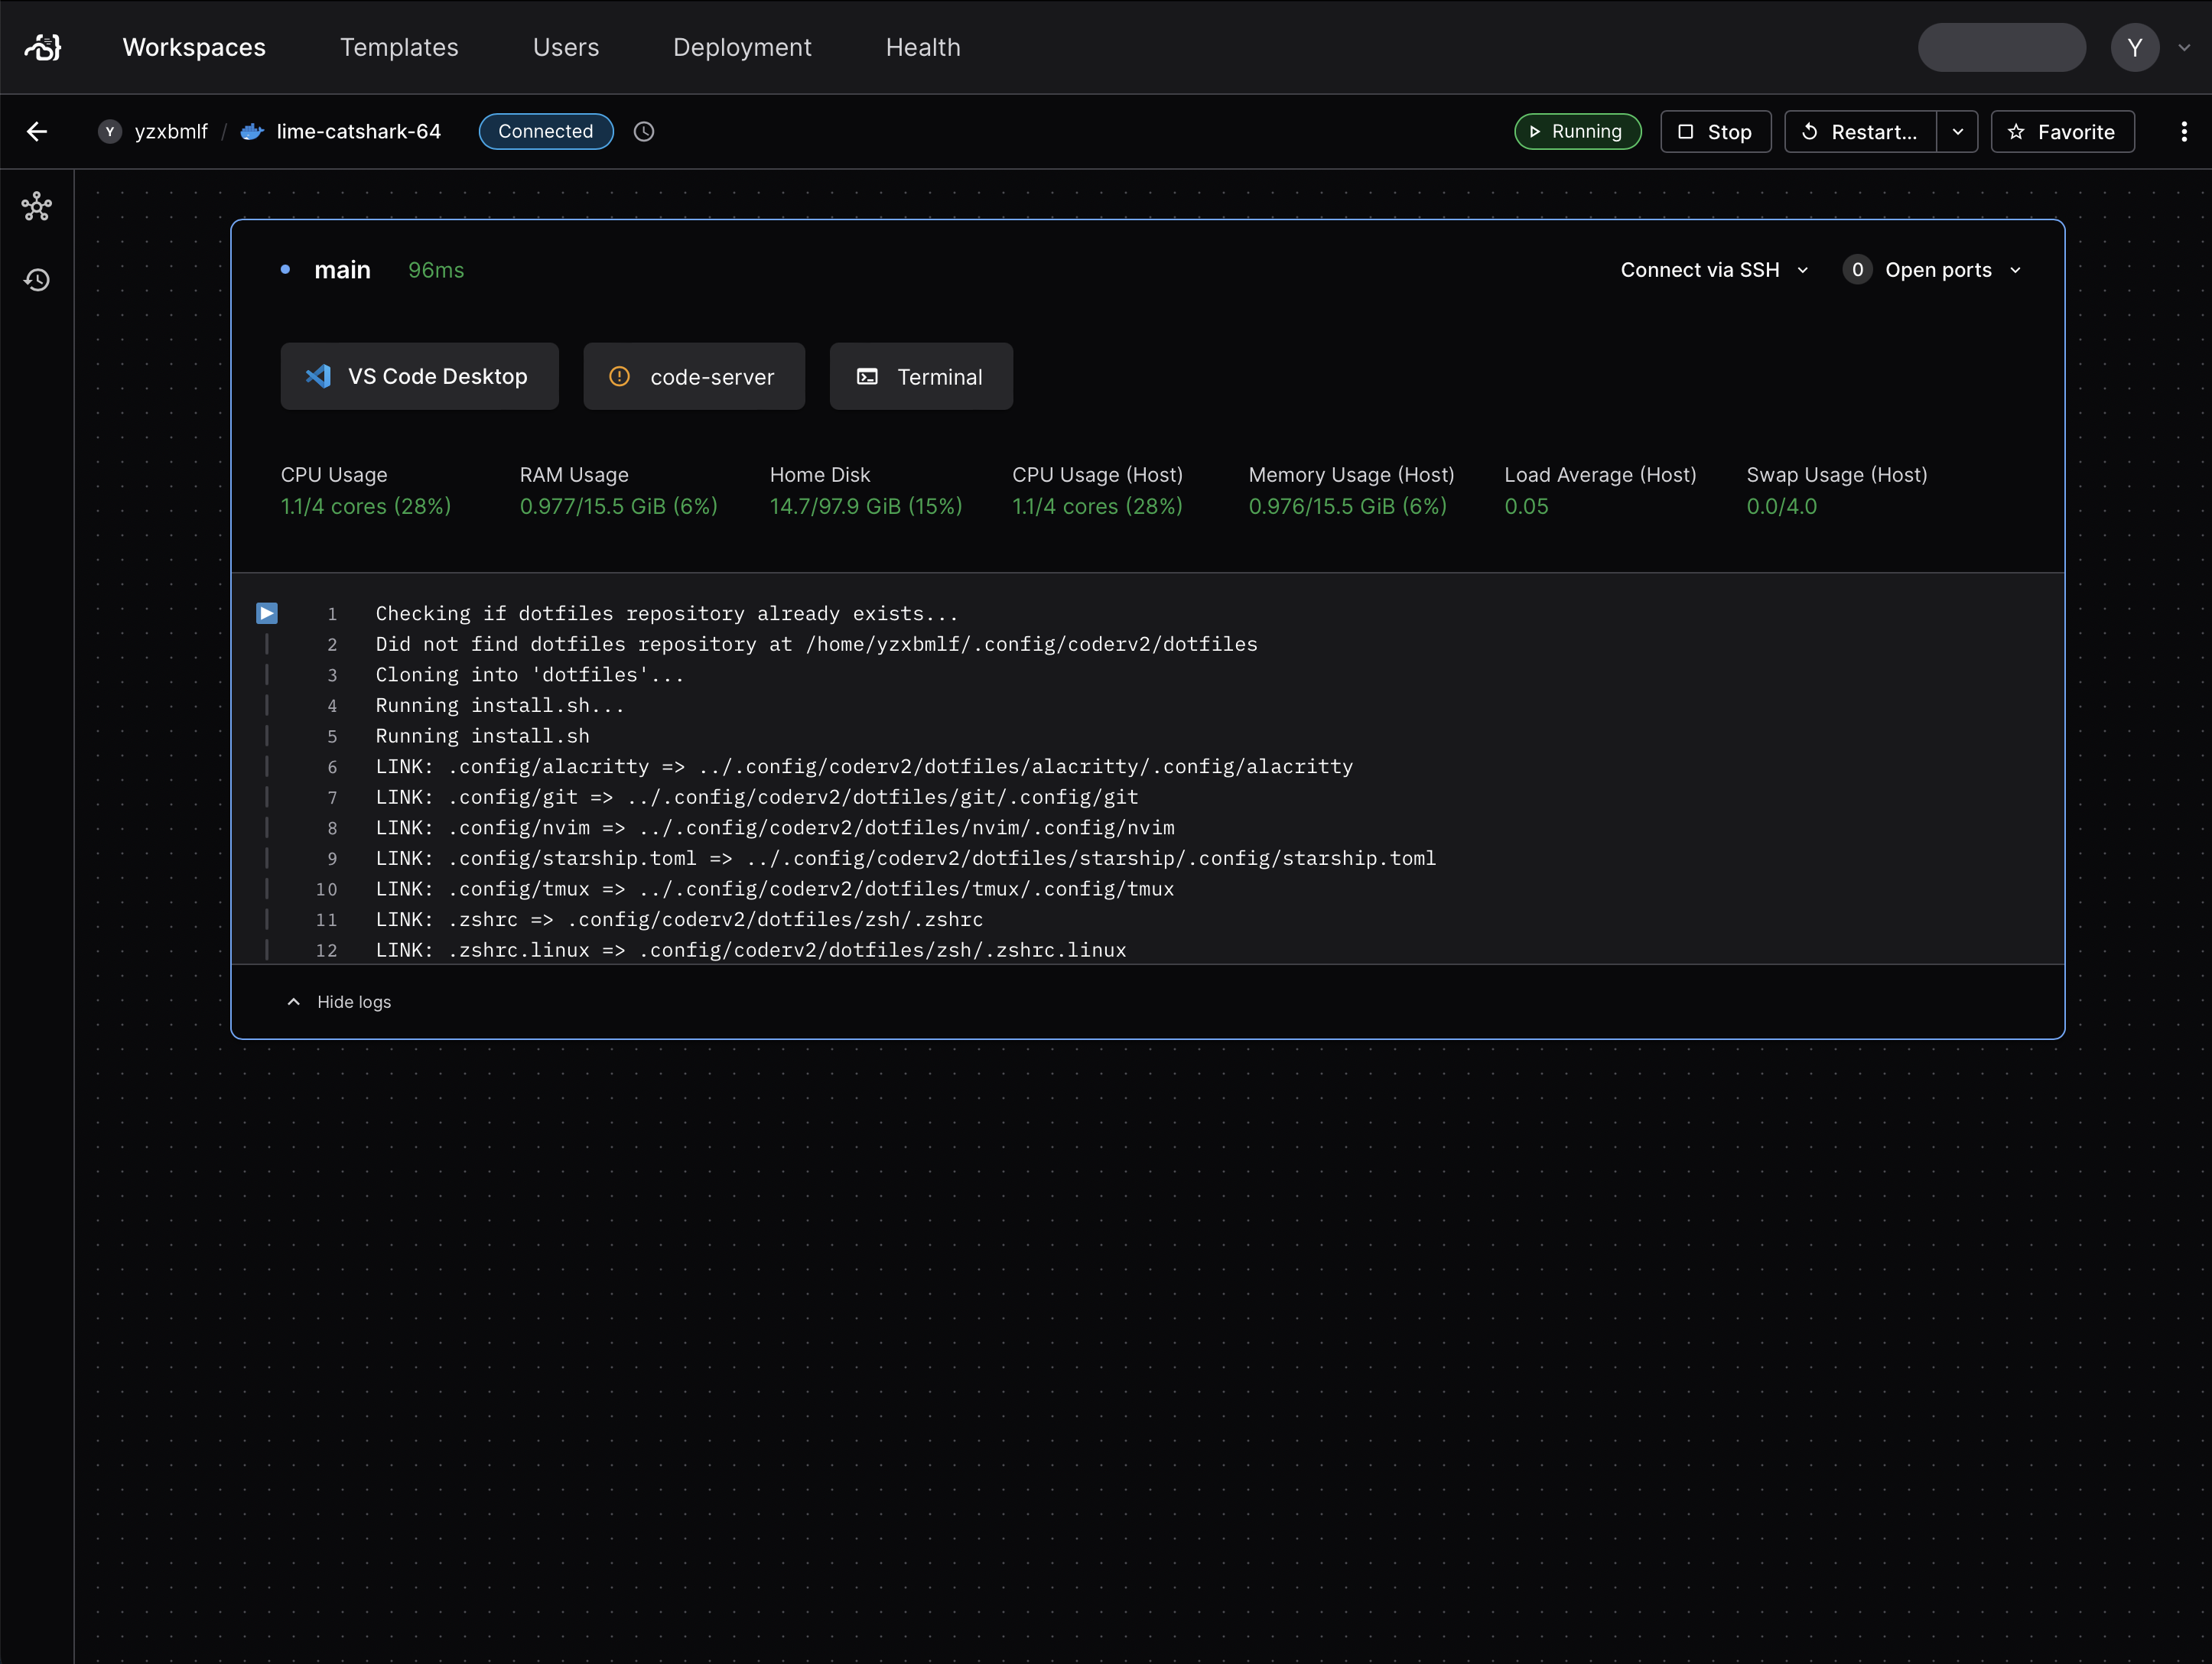 Workspaces Templates Users Deployment Health Y
Y yzxbmlf / lime-catshark-64 Connected Running Stop Restart... Favorite
main 96ms Connect via SSH 0 Open ports
VS Code Desktop code-server Terminal
CPU Usage RAM Usage Home Disk CPU Usage (Host) Memory Usage (Host) Load Average (Host) Swap Usage (Host)
1.1/4 cores (28%) 0.977/15.5 GiB (6%) 14.7/97.9 GiB (15%) 1.1/4 cores (28%) 0.976/15.5 GiB (6%) 0.05 0.0/4.0
1 Checking if dotfiles repository already exists...
2 Did not find dotfiles repository at /home/yzxbmlf/.config/coderv2/dotfiles
3 Cloning into 'dotfiles'...
4 Running install.sh...
5 Running install.sh
6 LINK: .config/alacritty => ../.config/coderv2/dotfiles/alacritty/.config/alacritty
7 LINK: .config/git => ../.config/coderv2/dotfiles/git/.config/git
8 LINK: .config/nvim => ../.config/coderv2/dotfiles/nvim/.config/nvim
9 LINK: .config/starship.toml => ../.config/coderv2/dotfiles/starship/.config/starship.toml
10 LINK: .config/tmux => ../.config/coderv2/dotfiles/tmux/.config/tmux
11 LINK: .zshrc => .config/coderv2/dotfiles/zsh/.zshrc
12 LINK: .zshrc.linux => .config/coderv2/dotfiles/zsh/.zshrc.linux
Hide logs